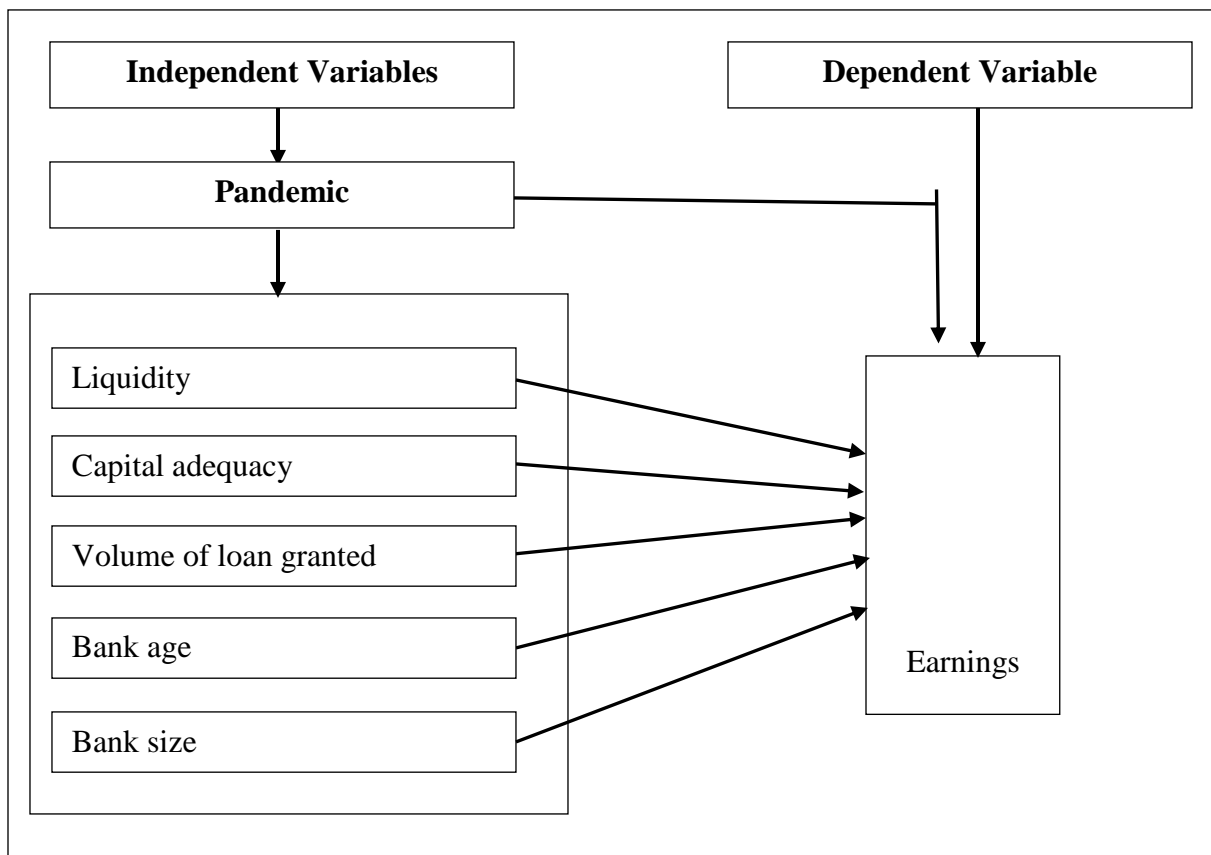 Independent Variables
Dependent Variable
Pandemic
Liquidity
Capital adequacy
Volume of loan granted
Bank age
Bank size
Earnings